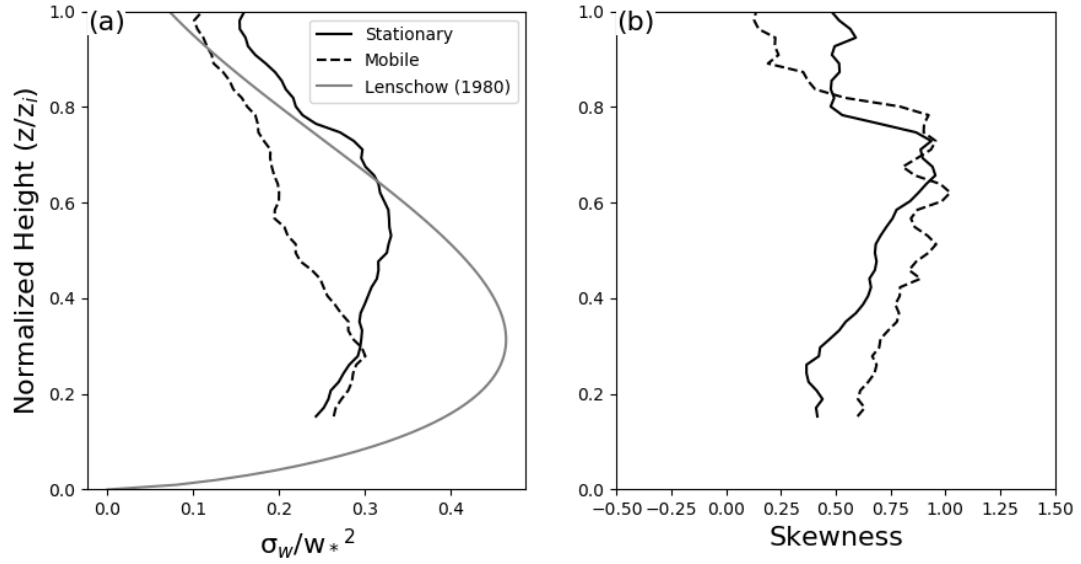 (a)
Stationary
Mobile
Lenschow (1980)
1.0
0.8
0.6
0.4
0.2
0.0
Normalized Height (z/zᵢ)
0.0 0.1 0.2 0.3 0.4
σ_w/w_*²
(b)
1.0
0.8
0.6
0.4
0.2
0.0
−0.50 −0.25 0.00 0.25 0.50 0.75 1.00 1.25 1.50
Skewness